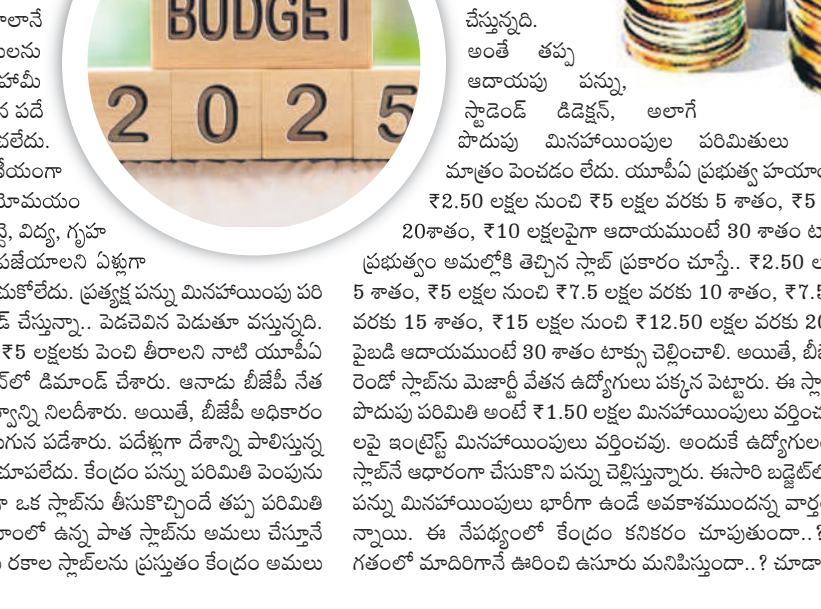 BUDGET
2025
లను
హామీ
న పదే
చలేదు.
యోమయం
విద్య, గృహ
పజేయాలని ఏళ్లుగా
చుకోలేదు. ప్రత్యక్ష పన్ను మినహాయింపు పరి
చేస్తున్నా.. పెడచెవిన పెడుతూ వస్తున్నది.
₹5 లక్షలకు పెంచి తీరాలని నాటి యూపీఏ
డిమాండ్ చేశారు. ఆనాడు బీజేపీ నేత
నిలదీశారు. అయితే, బీజేపీ అధికారం
పడేశారు. పదేళ్లుగా దేశాన్ని పాలిస్తున్న
చూపలేదు. కేంద్రం పన్ను పరిమితి పెంపును
ఒక స్లాబ్‌ను తీసుకొచ్చిందే తప్ప పరిమితి
ఉన్న పాత స్లాబ్‌ను అమలు చేస్తూనే
రకాల స్లాబ్‌లను ప్రస్తుతం కేంద్రం అమలు
చేస్తున్నది.
అంతే తప్ప
ఆదాయపు పన్ను,
స్టాడెండ్ డిడెక్షన్, అలాగే
పొదుపు మినహాయింపుల పరిమితులు
మాత్రం పెంచడం లేదు. యూపీఏ ప్రభుత్వ హయాం
₹2.50 లక్షల నుంచి ₹5 లక్షల వరకు 5 శాతం, ₹5
20శాతం, ₹10 లక్షలపైగా ఆదాయముంటే 30 శాతం
ప్రభుత్వం అమల్లోకి తెచ్చిన స్లాబ్ ప్రకారం చూస్తే.. ₹2.50
5 శాతం, ₹5 లక్షల నుంచి ₹7.5 లక్షల వరకు 10 శాతం, ₹7.5
వరకు 15 శాతం, ₹15 లక్షల నుంచి ₹12.50 లక్షల వరకు 20
పైబడి ఆదాయముంటే 30 శాతం టాక్సు చెల్లించాలి. అయితే,
రెండో స్లాబ్‌ను మెజార్టీ వేతన ఉద్యోగులు పక్కన పెట్టారు. ఈ
పొదుపు పరిమితి అంటే ₹1.50 లక్షల మినహాయింపులు
లపై ఇంట్రెస్ట్ మినహాయింపులు వర్తించవు. అందుకే
స్లాబ్‌నే ఆధారంగా చేసుకొని పన్ను చెల్లిస్తున్నారు. ఈసారి
పన్ను మినహాయింపులు భారీగా ఉండే అవకాశముందన్న
న్నాయి. ఈ నేపథ్యంలో కేంద్రం కనికరం చూపుతుందా..?
గతంలో మాదిరిగానే ఊరించి ఉసూరు మనిపిస్తుందా..?